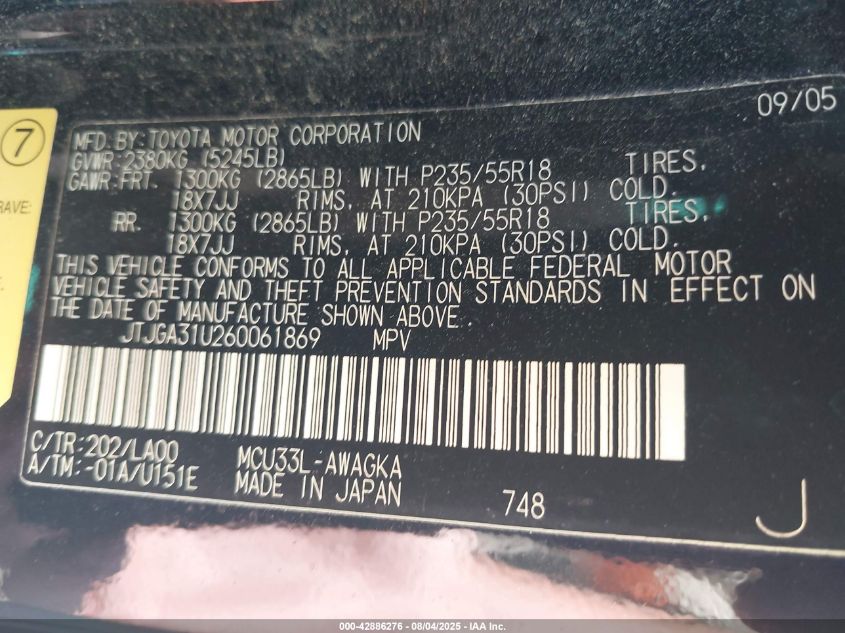 7
RAVE:
09/05
MFD. BY: TOYOTA MOTOR CORPORATION
GVWR: 2380KG (5245LB)
GAWR: FRT. 1300KG (2865LB) WITH P235/55R18 TIRES,
18X7JJ RIMS, AT 210KPA (30PSI) COLD.
RR. 1300KG (2865LB) WITH P235/55R18 TIRES,
18X7JJ RIMS, AT 210KPA (30PSI) COLD.
THIS VEHICLE CONFORMS TO ALL APPLICABLE FEDERAL MOTOR
VEHICLE SAFETY AND THEFT PREVENTION STANDARDS IN EFFECT ON
THE DATE OF MANUFACTURE SHOWN ABOVE.
JTJGA31U260061869 MPV
C/TR: 202/LA00 MCU33L-AWAGKA
A/TM: -01A/U151E MADE IN JAPAN 748
J
000-42886276 - 08/04/2025 - IAA Inc.